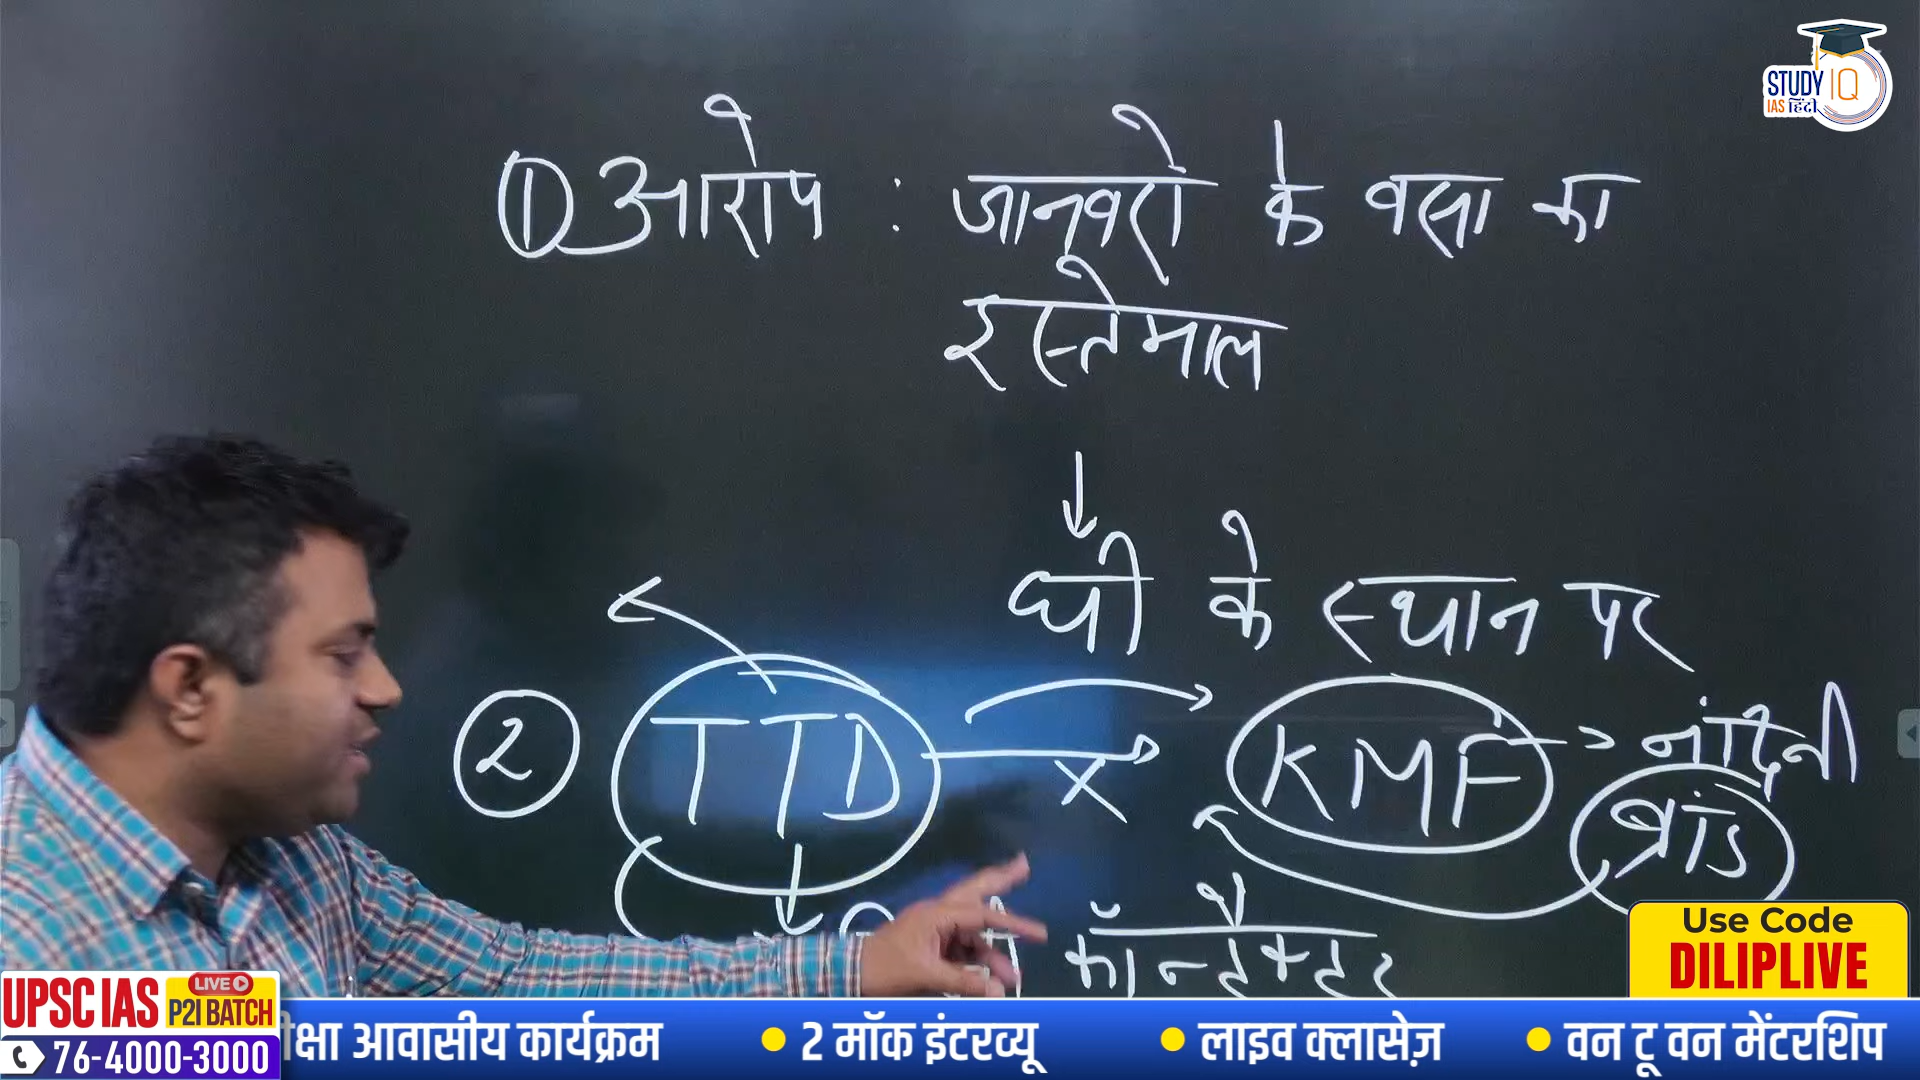 STUDY IQ
IAS हिंदी
① आरोप : जानवरों के वसा का
इस्तेमाल
घी के स्थान पर
② TTD KMF नंदिनी
ब्रांड
कॉन्ट्रैक्टर
Use Code
DILIPLIVE
UPSC IAS LIVE
P2I BATCH
76-4000-3000
ीक्षा आवासीय कार्यक्रम • 2 मॉक इंटरव्यू • लाइव क्लासेज़ • वन टू वन मेंटरशिप